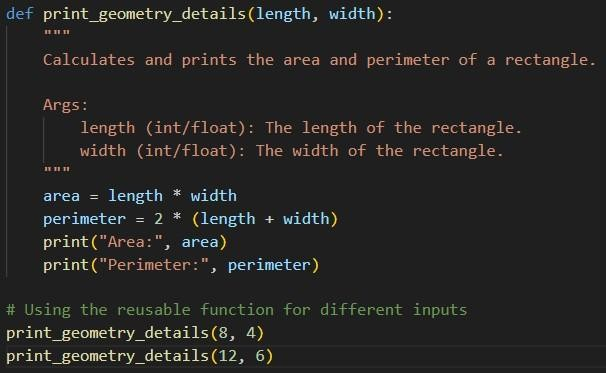 def print_geometry_details(length, width):
    """
    Calculates and prints the area and perimeter of a rectangle.

    Args:
        length (int/float): The length of the rectangle.
        width (int/float): The width of the rectangle.
    """
    area = length * width
    perimeter = 2 * (length + width)
    print("Area:", area)
    print("Perimeter:", perimeter)

# Using the reusable function for different inputs
print_geometry_details(8, 4)
print_geometry_details(12, 6)